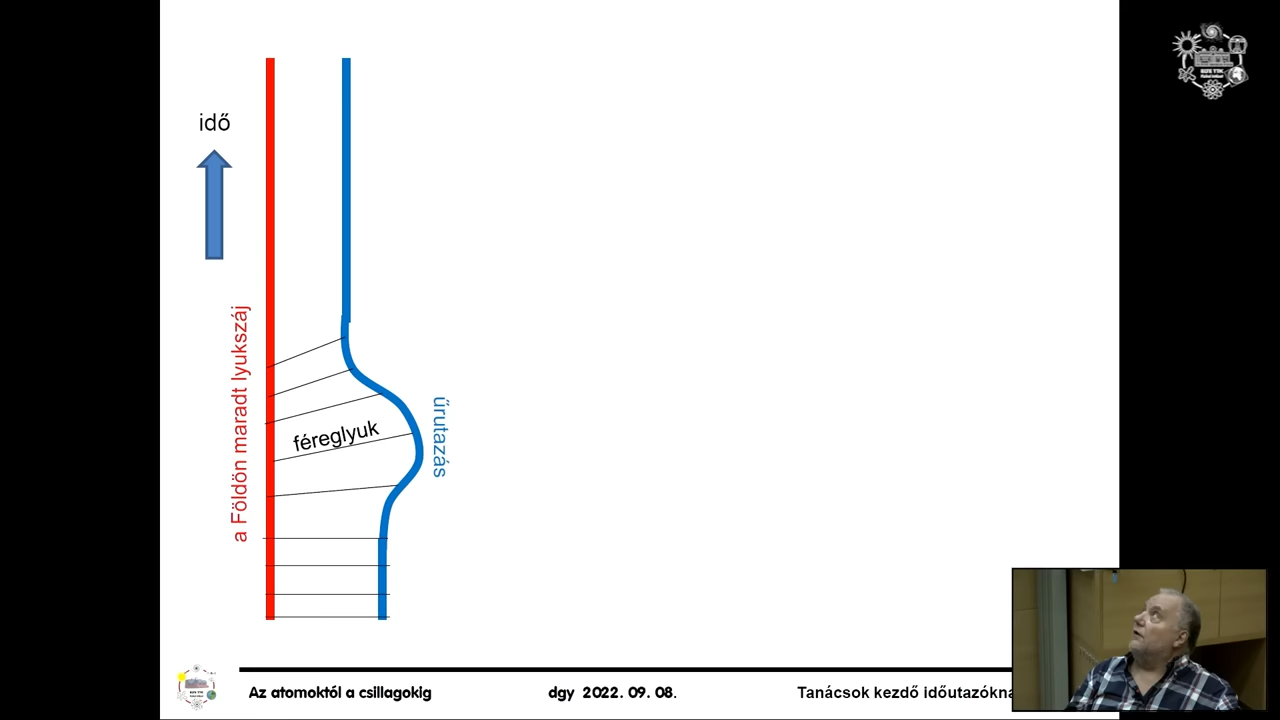 idő
a Földön maradt lyukszáj
féreglyuk
űrutazás
Az atomoktól a csillagokig
dgy 2022. 09. 08.
Tanácsok kezdő időutazókna